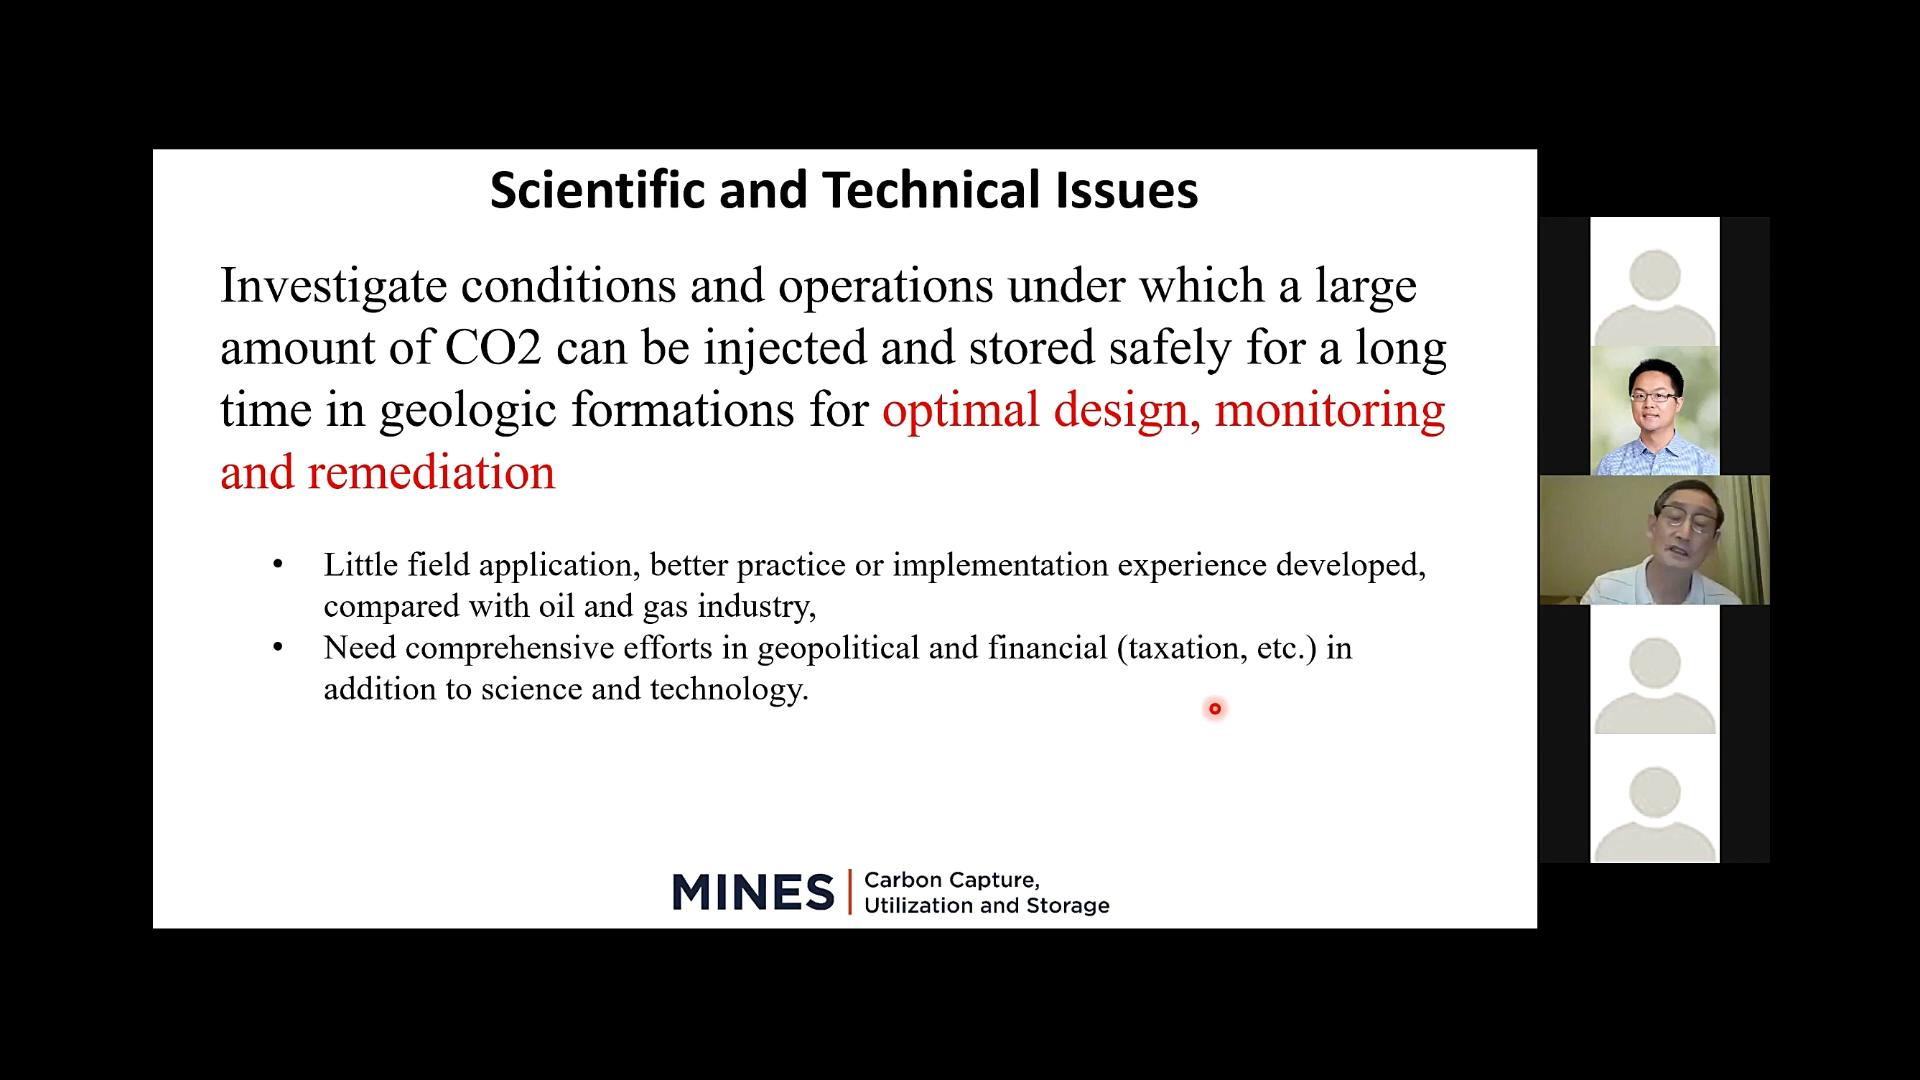 Scientific and Technical Issues
Investigate conditions and operations under which a large
amount of CO2 can be injected and stored safely for a long
time in geologic formations for optimal design, monitoring
and remediation
• Little field application, better practice or implementation experience developed,
compared with oil and gas industry,
• Need comprehensive efforts in geopolitical and financial (taxation, etc.) in
addition to science and technology.
MINES | Carbon Capture,
Utilization and Storage